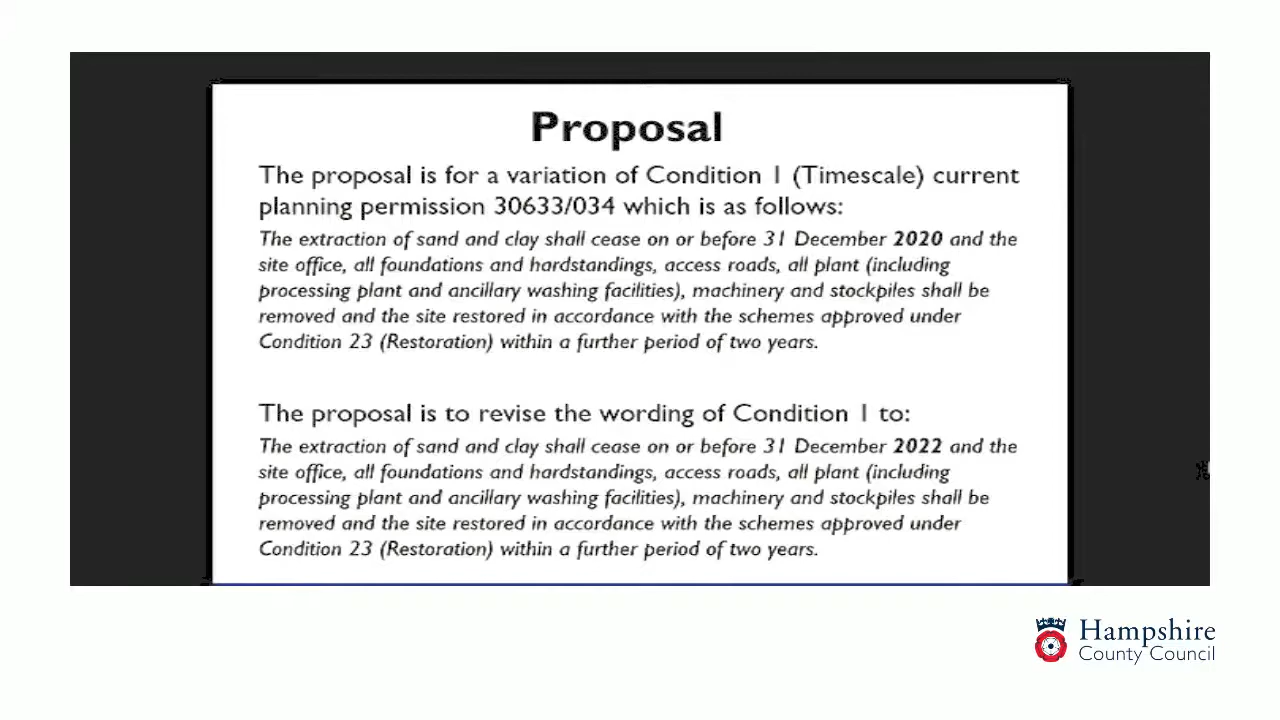 Proposal
The proposal is for a variation of Condition 1 (Timescale) current
planning permission 30633/034 which is as follows:
The extraction of sand and clay shall cease on or before 31 December 2020 and the
site office, all foundations and hardstandings, access roads, all plant (including
processing plant and ancillary washing facilities), machinery and stockpiles shall be
removed and the site restored in accordance with the schemes approved under
Condition 23 (Restoration) within a further period of two years.
The proposal is to revise the wording of Condition 1 to:
The extraction of sand and clay shall cease on or before 31 December 2022 and the
site office, all foundations and hardstandings, access roads, all plant (including
processing plant and ancillary washing facilities), machinery and stockpiles shall be
removed and the site restored in accordance with the schemes approved under
Condition 23 (Restoration) within a further period of two years.
Hampshire
County Council